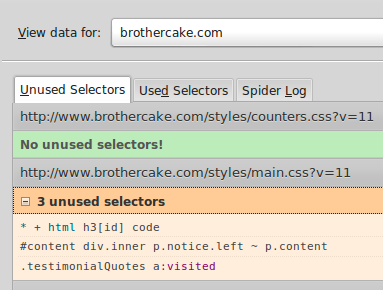 View data for: brothercake.com
Unused Selectors Used Selectors Spider Log
http://www.brothercake.com/styles/counters.css?v=11
No unused selectors!
http://www.brothercake.com/styles/main.css?v=11
3 unused selectors
* + html h3[id] code
#content div.inner p.notice.left ~ p.content
.testimonialQuotes a:visited